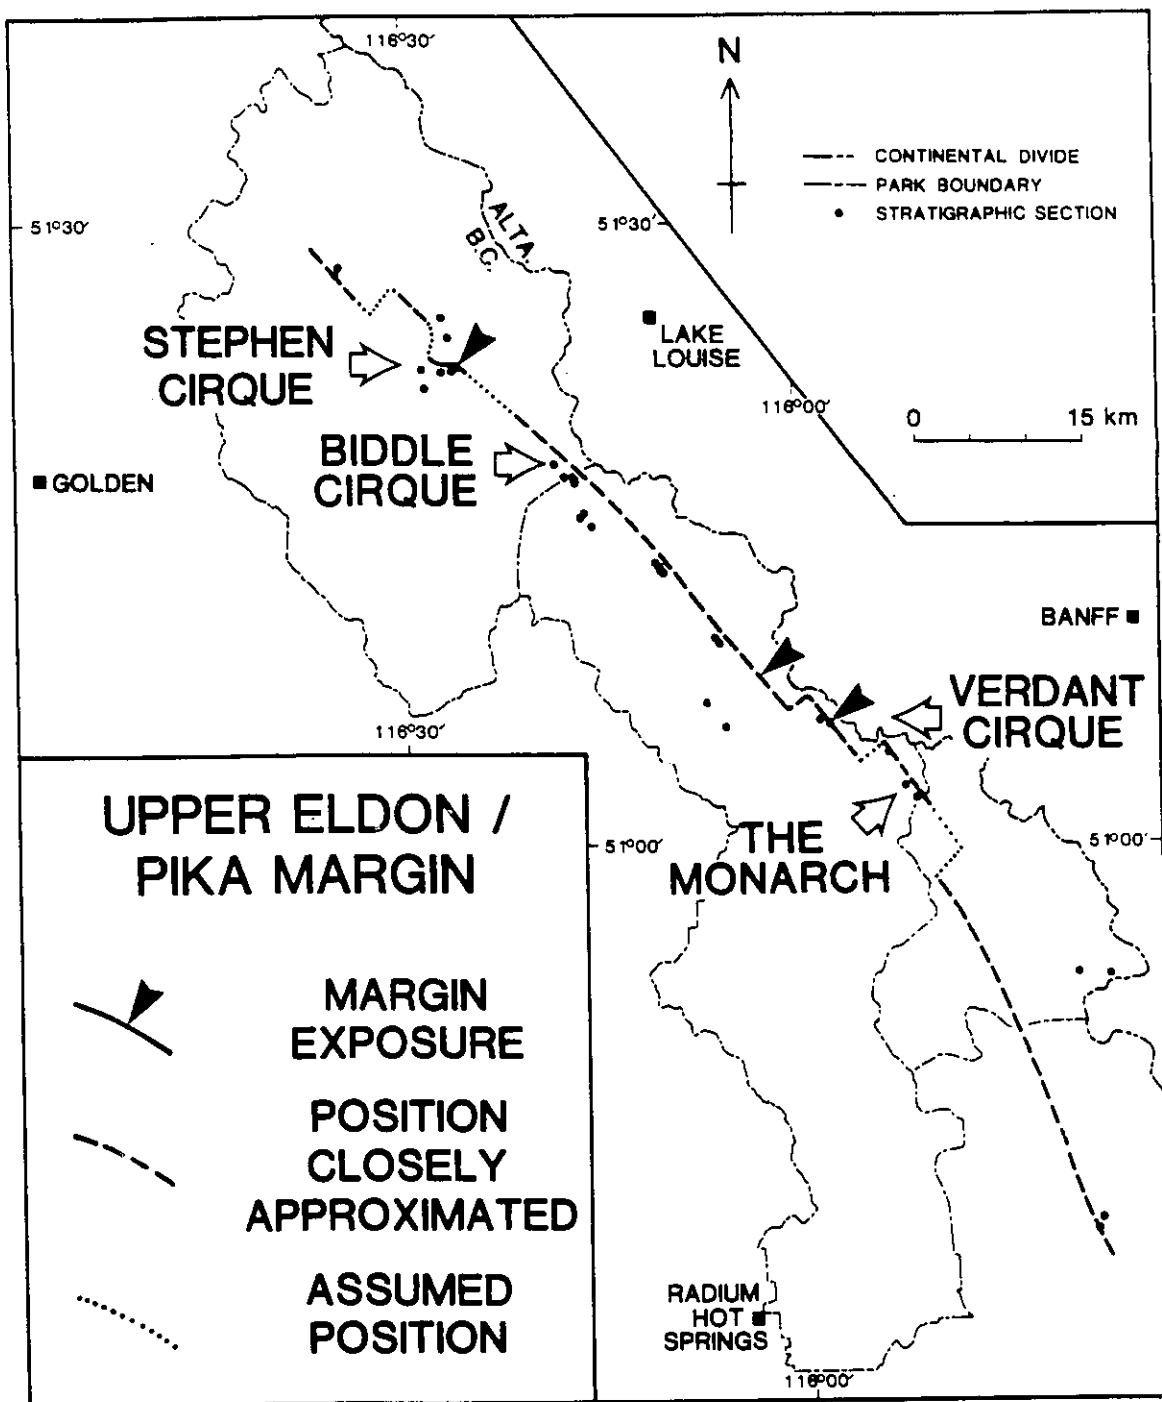 116°30′
N
CONTINENTAL DIVIDE
PARK BOUNDARY
STRATIGRAPHIC SECTION
51°30′
51°30′
ALTA
B.C.
STEPHEN
CIRQUE
LAKE
LOUISE
116°00′
0 15 km
BIDDLE
CIRQUE
GOLDEN
BANFF
VERDANT
CIRQUE
116°30′
THE
MONARCH
51°00′
51°00′
UPPER ELDON /
PIKA MARGIN
MARGIN
EXPOSURE
POSITION
CLOSELY
APPROXIMATED
ASSUMED
POSITION
RADIUM
HOT
SPRINGS
116°00′